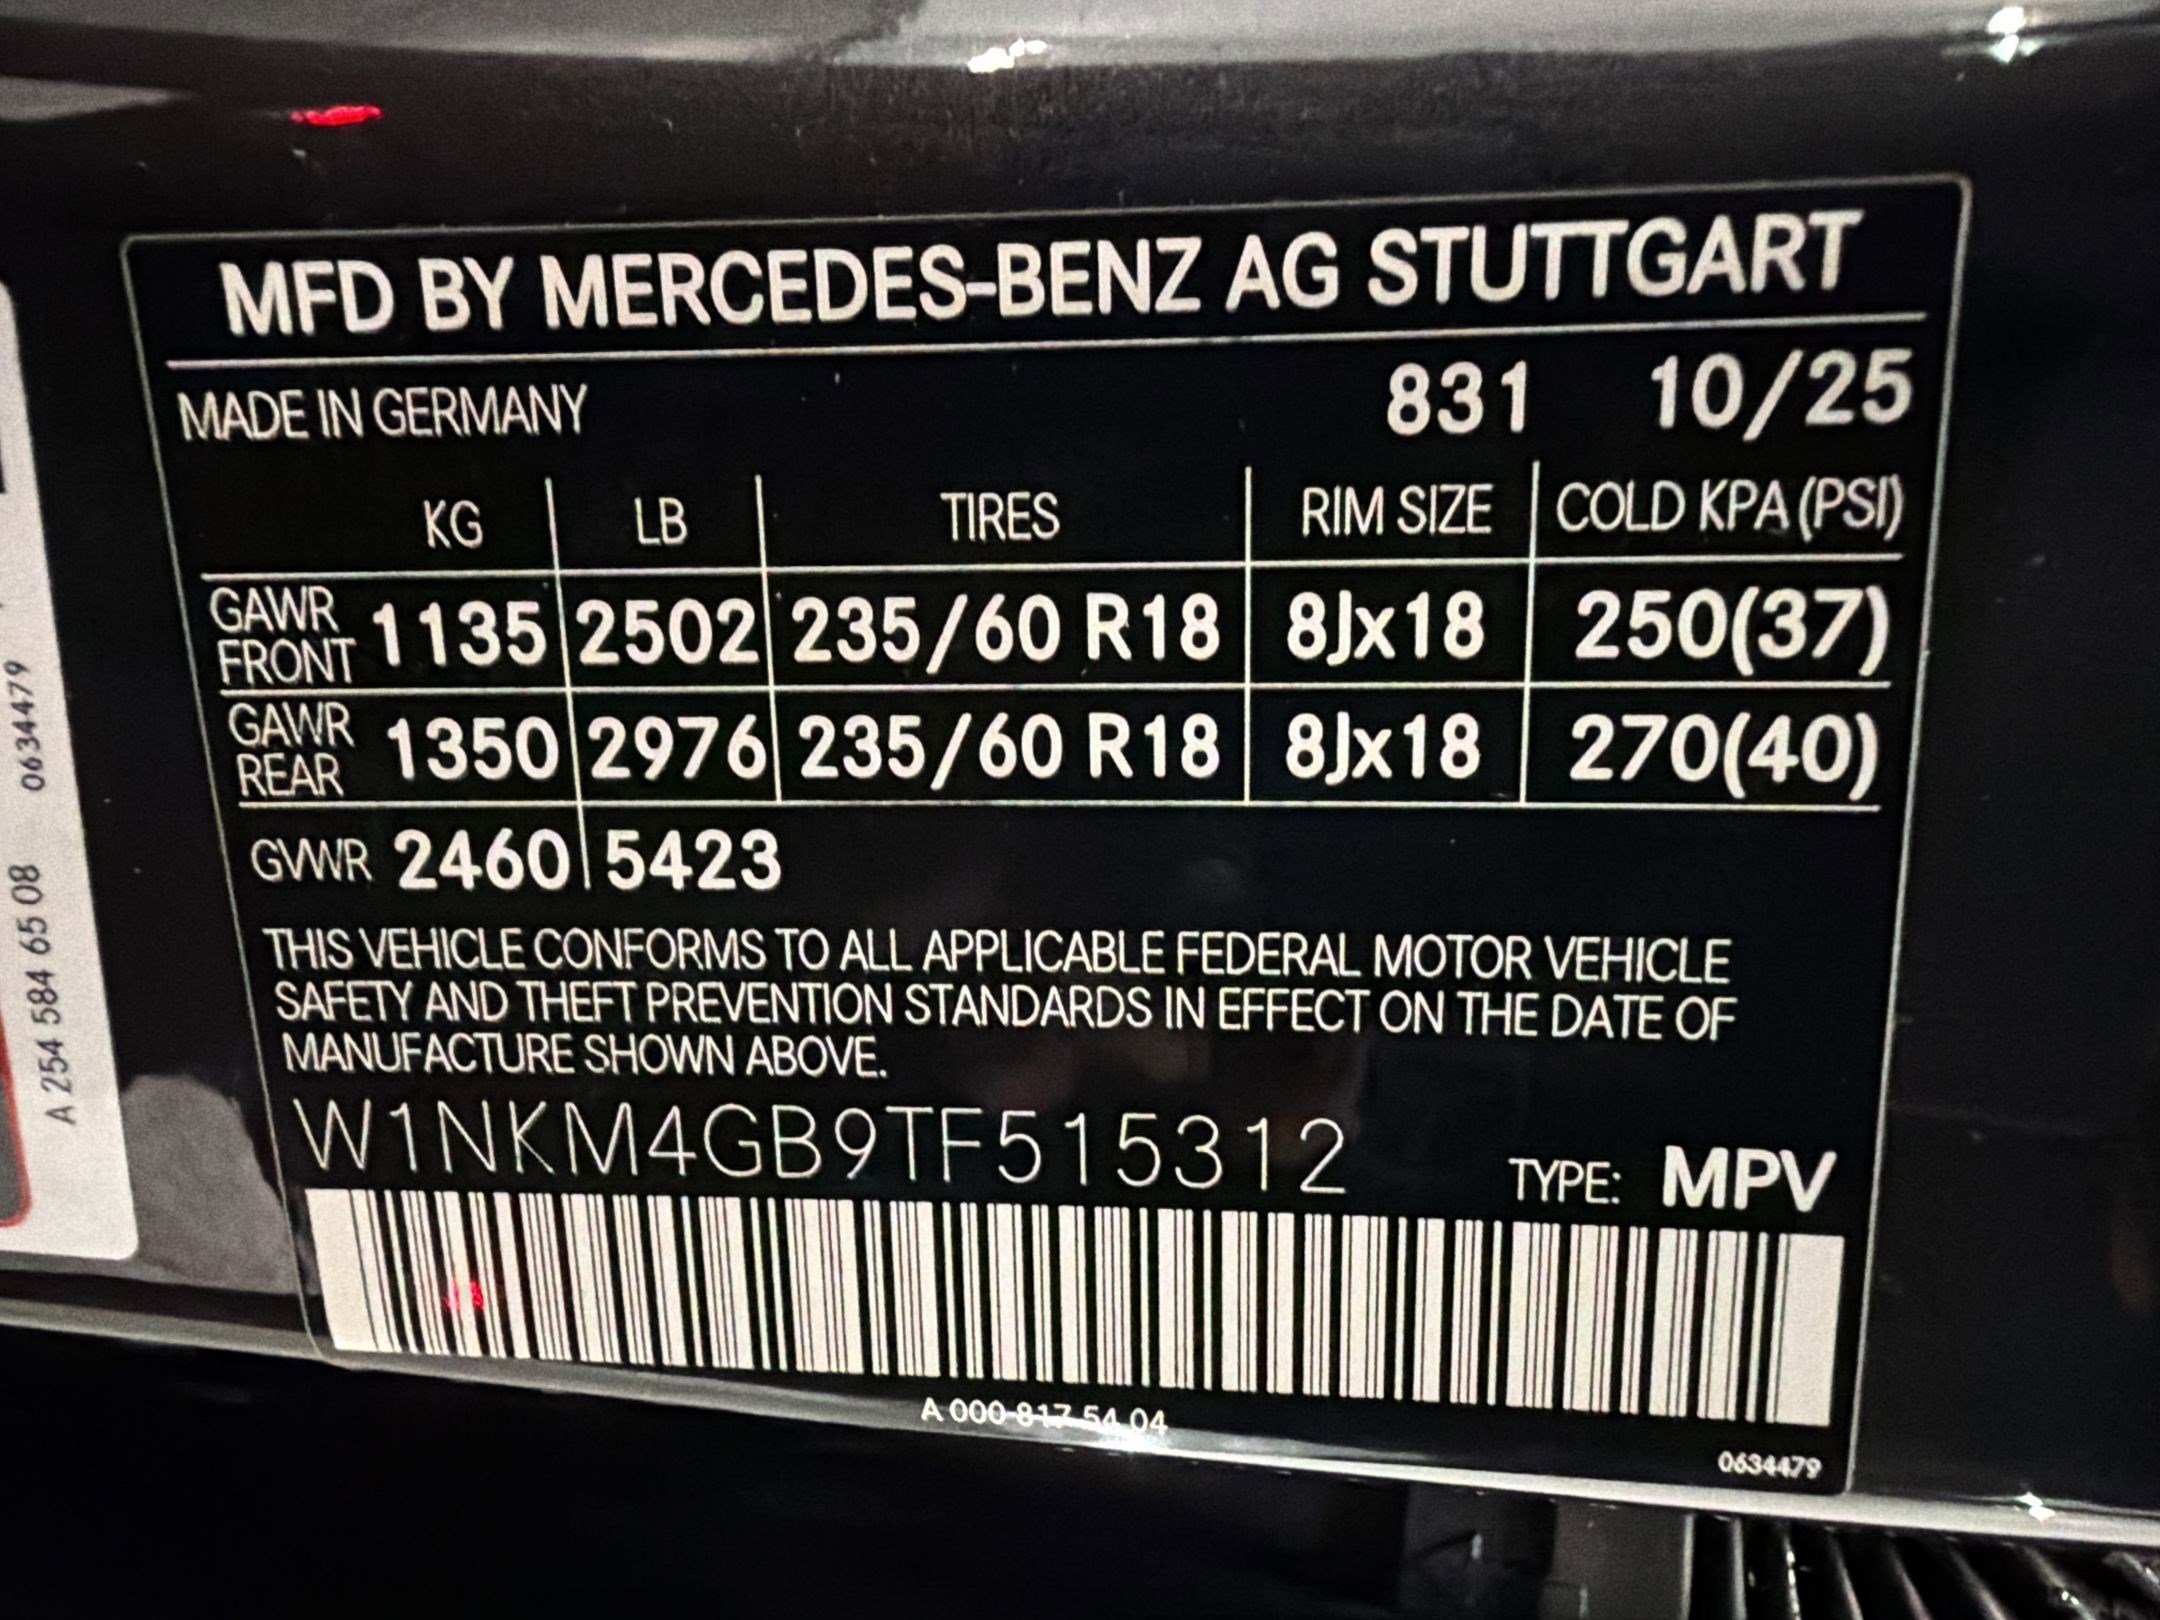 MFD BY MERCEDES-BENZ AG STUTTGART
MADE IN GERMANY 831 10/25
KG LB TIRES RIM SIZE COLD KPA (PSI)
GAWR FRONT 1135 2502 235/60 R18 8Jx18 250(37)
GAWR REAR 1350 2976 235/60 R18 8Jx18 270(40)
GVWR 2460 5423
THIS VEHICLE CONFORMS TO ALL APPLICABLE FEDERAL MOTOR VEHICLE
SAFETY AND THEFT PREVENTION STANDARDS IN EFFECT ON THE DATE OF
MANUFACTURE SHOWN ABOVE.
W1NKM4GB9TF515312 TYPE: MPV
A 000 817 54 04
0634479
A 254 584 65 08 0634479